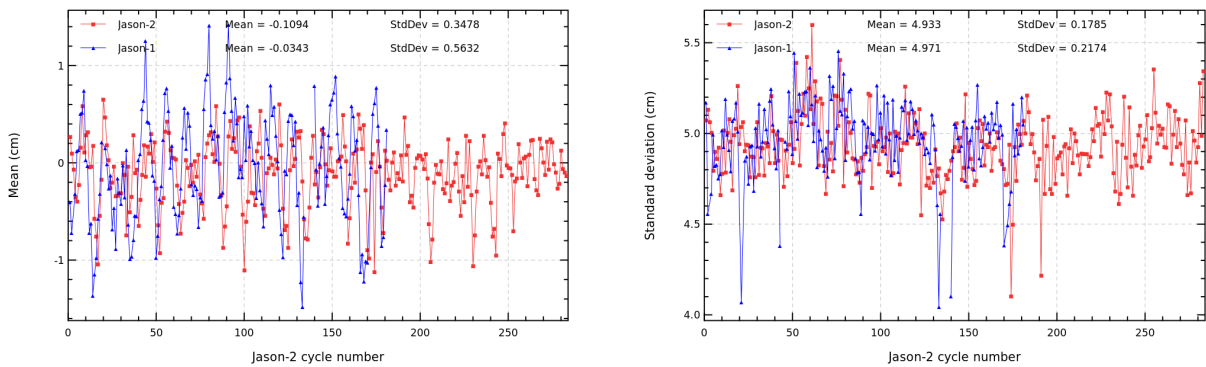 Jason-2 Mean = -0.1094 StdDev = 0.3478
Jason-1 Mean = -0.0343 StdDev = 0.5632
Mean (cm)
1
0
-1
0 50 100 150 200 250
Jason-2 cycle number
Jason-2 Mean = 4.933 StdDev = 0.1785
Jason-1 Mean = 4.971 StdDev = 0.2174
Standard deviation (cm)
5.5
5.0
4.5
4.0
0 50 100 150 200 250
Jason-2 cycle number